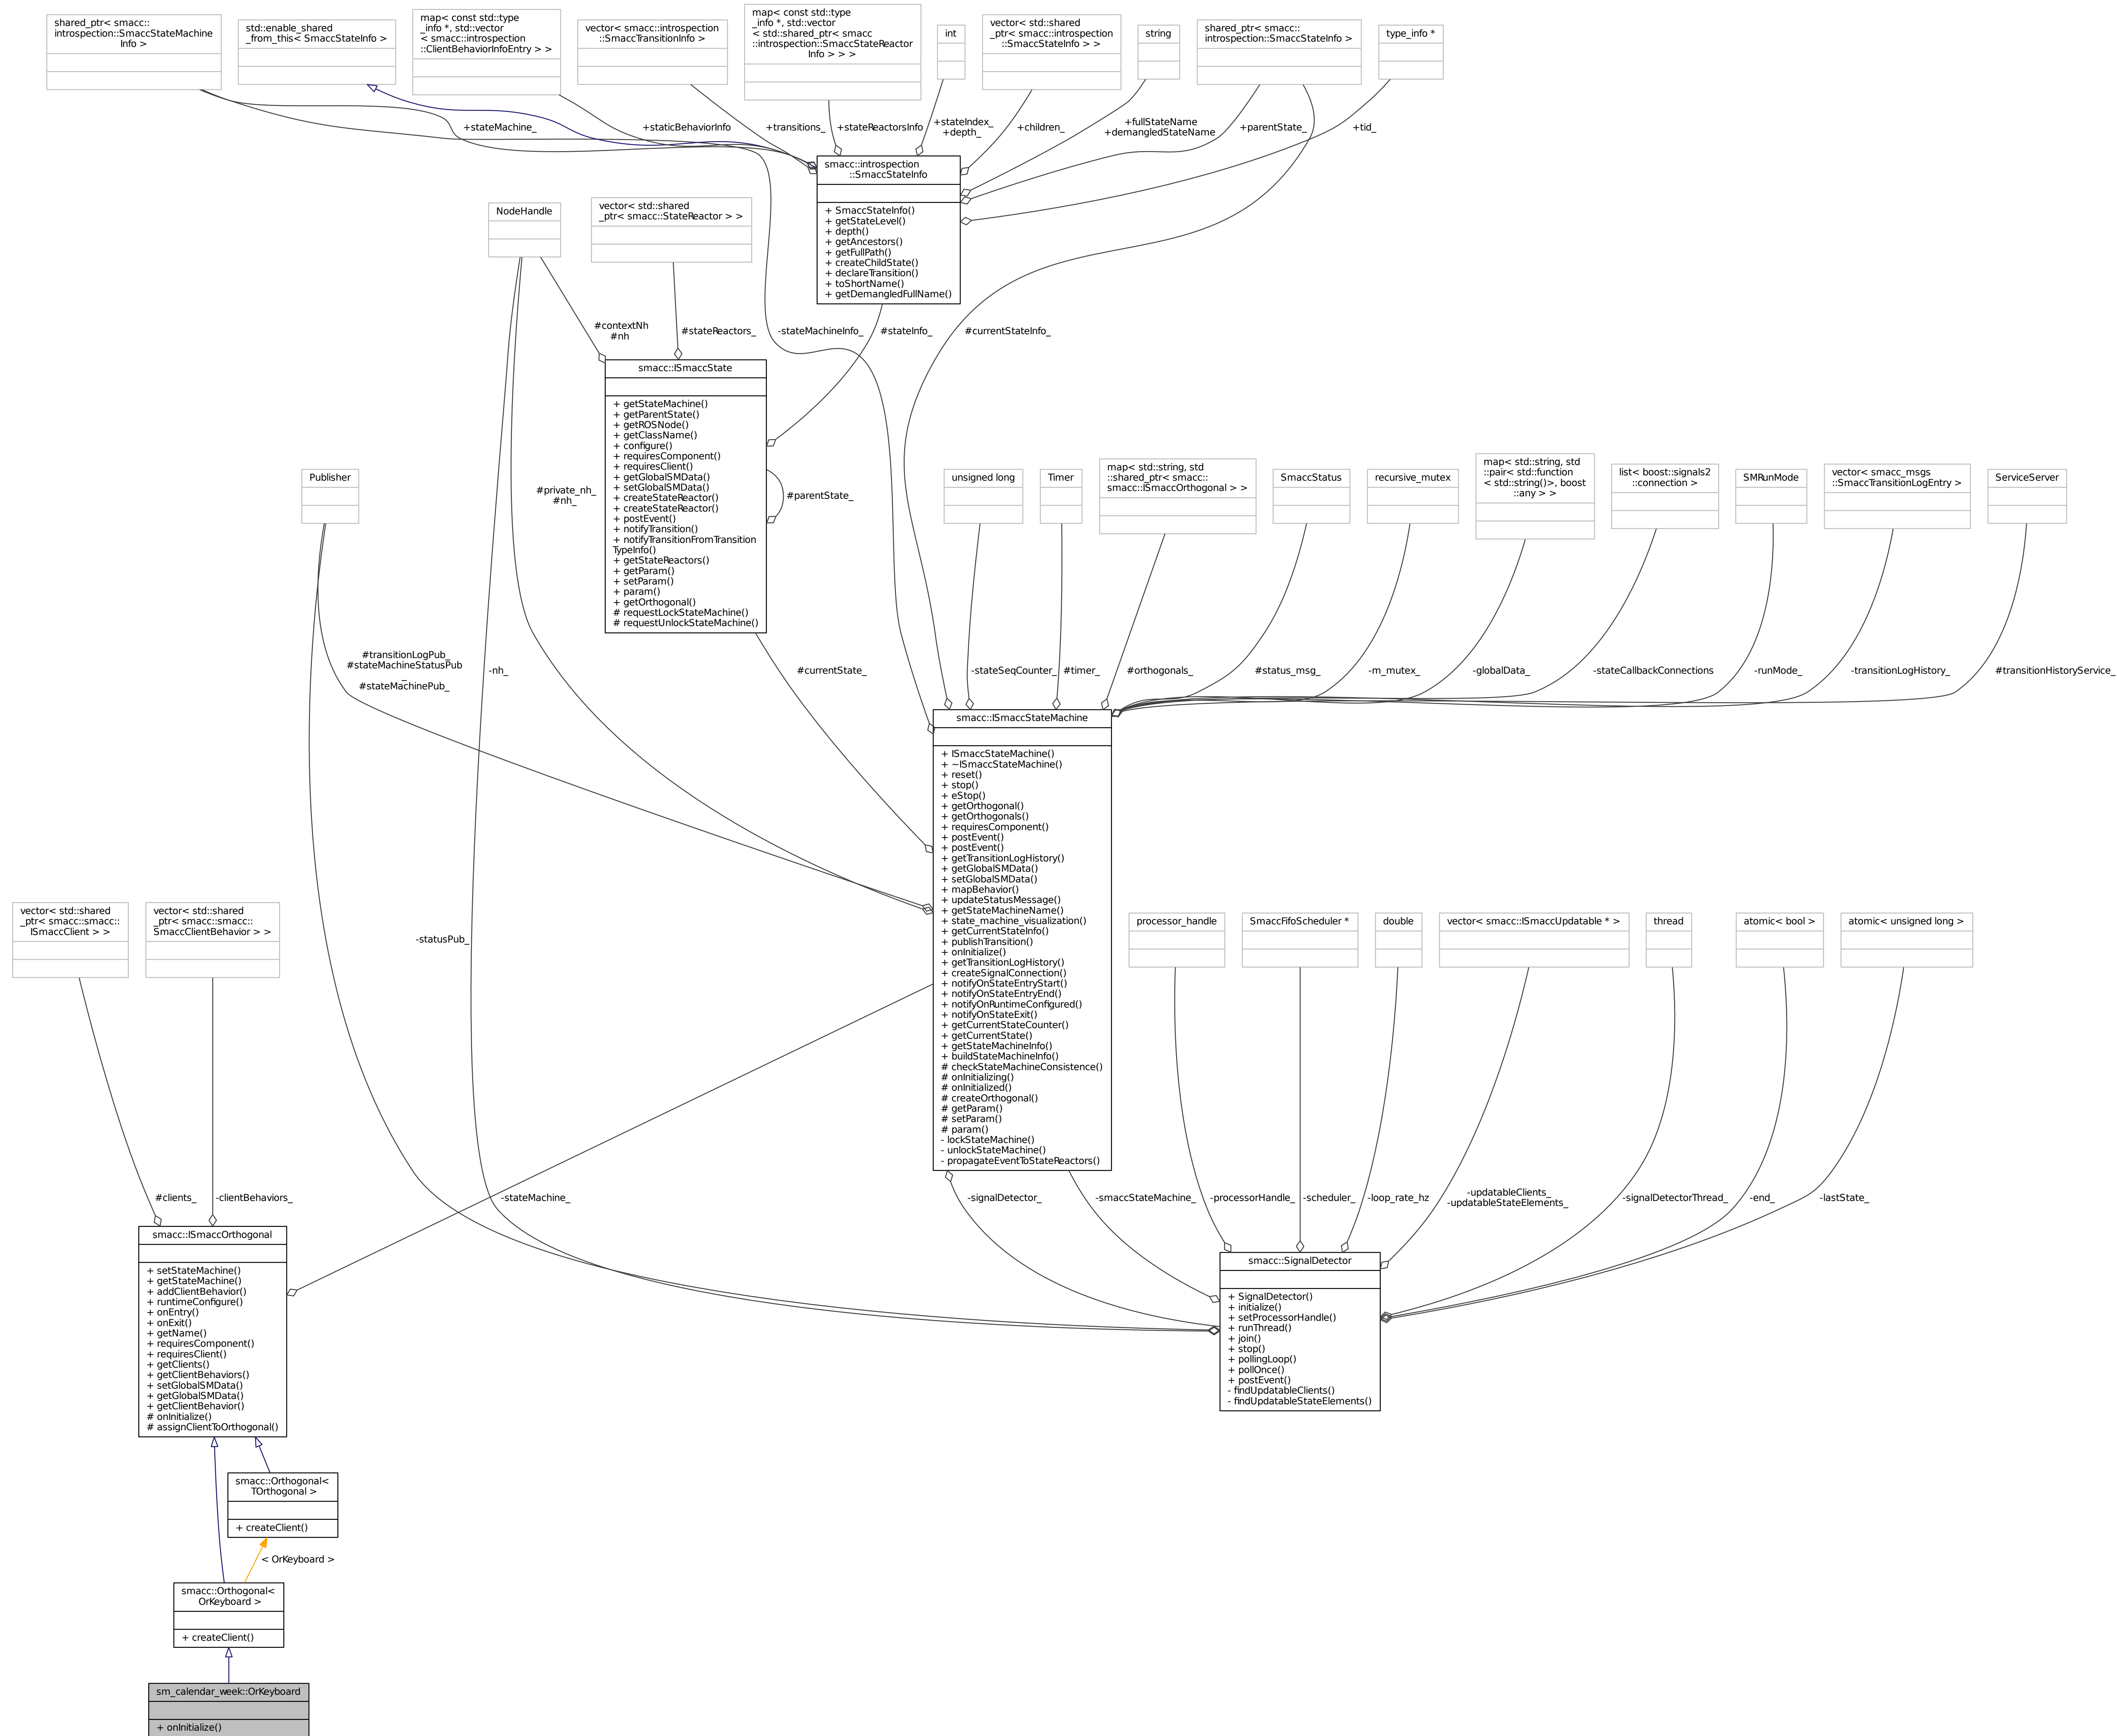 shared_ptr< smacc::
introspection::SmaccStateMachine
Info >
std::enable_shared
_from_this< SmaccStateInfo >
map< const std::type
_info *, std::vector
< smacc::introspection
::ClientBehaviorInfoEntry > >
vector< smacc::introspection
::SmaccTransitionInfo >
map< const std::type
_info *, std::vector
< std::shared_ptr< smacc
::introspection::SmaccStateReactor
Info > > >
int
vector< std::shared
_ptr< smacc::introspection
::SmaccStateInfo > >
string
shared_ptr< smacc::
introspection::SmaccStateInfo >
type_info *
+stateMachine_
+staticBehaviorInfo
+transitions_
+stateReactorsInfo
+stateIndex_
+depth_
+children_
+fullStateName
+demangledStateName
+parentState_
+tid_
smacc::introspection
::SmaccStateInfo
+ SmaccStateInfo()
+ getStateLevel()
+ depth()
+ getAncestors()
+ getFullPath()
+ createChildState()
+ declareTransition()
+ toShortName()
+ getDemangledFullName()
NodeHandle
vector< std::shared
_ptr< smacc::StateReactor > >
#contextNh
#nh
#stateReactors_
-stateMachineInfo_
#stateInfo_
#currentStateInfo_
smacc::ISmaccState
+ getStateMachine()
+ getParentState()
+ getROSNode()
+ getClassName()
+ configure()
+ requiresComponent()
+ requiresClient()
+ getGlobalSMData()
+ setGlobalSMData()
+ createStateReactor()
+ createStateReactor()
+ postEvent()
+ notifyTransition()
+ notifyTransitionFromTransition
TypeInfo()
+ getStateReactors()
+ getParam()
+ setParam()
+ param()
+ getOrthogonal()
# requestLockStateMachine()
# requestUnlockStateMachine()
#parentState_
Publisher
#private_nh_
#nh_
unsigned long
Timer
map< std::string, std
::shared_ptr< smacc::
smacc::ISmaccOrthogonal > >
SmaccStatus
recursive_mutex
map< std::string, std
::pair< std::function
< std::string()>, boost
::any > >
list< boost::signals2
::connection >
SMRunMode
vector< smacc_msgs
::SmaccTransitionLogEntry >
ServiceServer
#transitionLogPub_
#stateMachineStatusPub
_
#stateMachinePub_
-nh_
#currentState_
-stateSeqCounter_
#timer_
#orthogonals_
#status_msg_
-m_mutex_
-globalData_
-stateCallbackConnections
-runMode_
-transitionLogHistory_
#transitionHistoryService_
smacc::ISmaccStateMachine
+ ISmaccStateMachine()
+ ~ISmaccStateMachine()
+ reset()
+ stop()
+ eStop()
+ getOrthogonal()
+ getOrthogonals()
+ requiresComponent()
+ postEvent()
+ postEvent()
+ getTransitionLogHistory()
+ getGlobalSMData()
+ setGlobalSMData()
+ mapBehavior()
+ updateStatusMessage()
+ getStateMachineName()
+ state_machine_visualization()
+ getCurrentStateInfo()
+ publishTransition()
+ onInitialize()
+ getTransitionLogHistory()
+ createSignalConnection()
+ notifyOnStateEntryStart()
+ notifyOnStateEntryEnd()
+ notifyOnRuntimeConfigured()
+ notifyOnStateExit()
+ getCurrentStateCounter()
+ getCurrentState()
+ getStateMachineInfo()
+ buildStateMachineInfo()
# checkStateMachineConsistence()
# onInitializing()
# onInitialized()
# createOrthogonal()
# getParam()
# setParam()
# param()
- lockStateMachine()
- unlockStateMachine()
- propagateEventToStateReactors()
vector< std::shared
_ptr< smacc::smacc::
ISmaccClient > >
vector< std::shared
_ptr< smacc::smacc::
SmaccClientBehavior > >
-statusPub_
processor_handle
SmaccFifoScheduler *
double
vector< smacc::ISmaccUpdatable * >
thread
atomic< bool >
atomic< unsigned long >
#clients_
-clientBehaviors_
-stateMachine_
-signalDetector_
-smaccStateMachine_
-processorHandle_
-scheduler_
-loop_rate_hz
-updatableClients_
-updatableStateElements_
-signalDetectorThread_
-end_
-lastState_
smacc::ISmaccOrthogonal
+ setStateMachine()
+ getStateMachine()
+ addClientBehavior()
+ runtimeConfigure()
+ onEntry()
+ onExit()
+ getName()
+ requiresComponent()
+ requiresClient()
+ getClients()
+ getClientBehaviors()
+ setGlobalSMData()
+ getGlobalSMData()
+ getClientBehavior()
# onInitialize()
# assignClientToOrthogonal()
smacc::SignalDetector
+ SignalDetector()
+ initialize()
+ setProcessorHandle()
+ runThread()
+ join()
+ stop()
+ pollingLoop()
+ pollOnce()
+ postEvent()
- findUpdatableClients()
- findUpdatableStateElements()
smacc::Orthogonal<
TOrthogonal >
+ createClient()
< OrKeyboard >
smacc::Orthogonal<
OrKeyboard >
+ createClient()
sm_calendar_week::OrKeyboard
+ onInitialize()